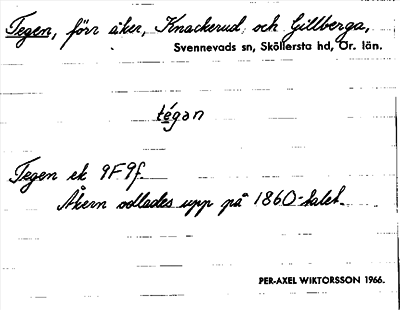 Tegen, förr åker, Knackerud och Gillberga,
Svennevads sn, Sköllersta hd, Ör. län.
tégan
Tegen ek 9F9f
Åkern odlades upp på 1860-talet.
PER-AXEL WIKTORSSON 1966.